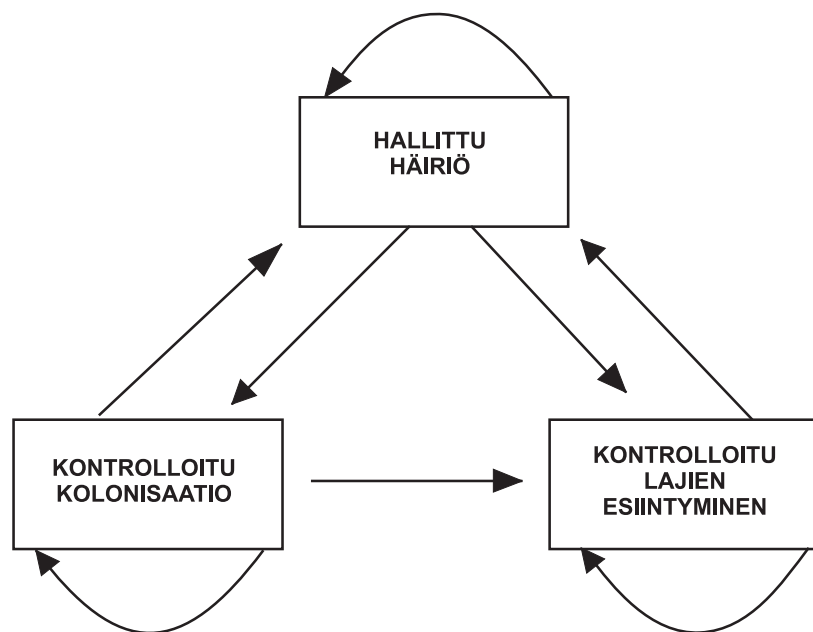 HALLITTU
HÄIRIÖ
KONTROLLOITU
KOLONISAATIO
KONTROLLOITU
LAJIEN
ESIINTYMINEN